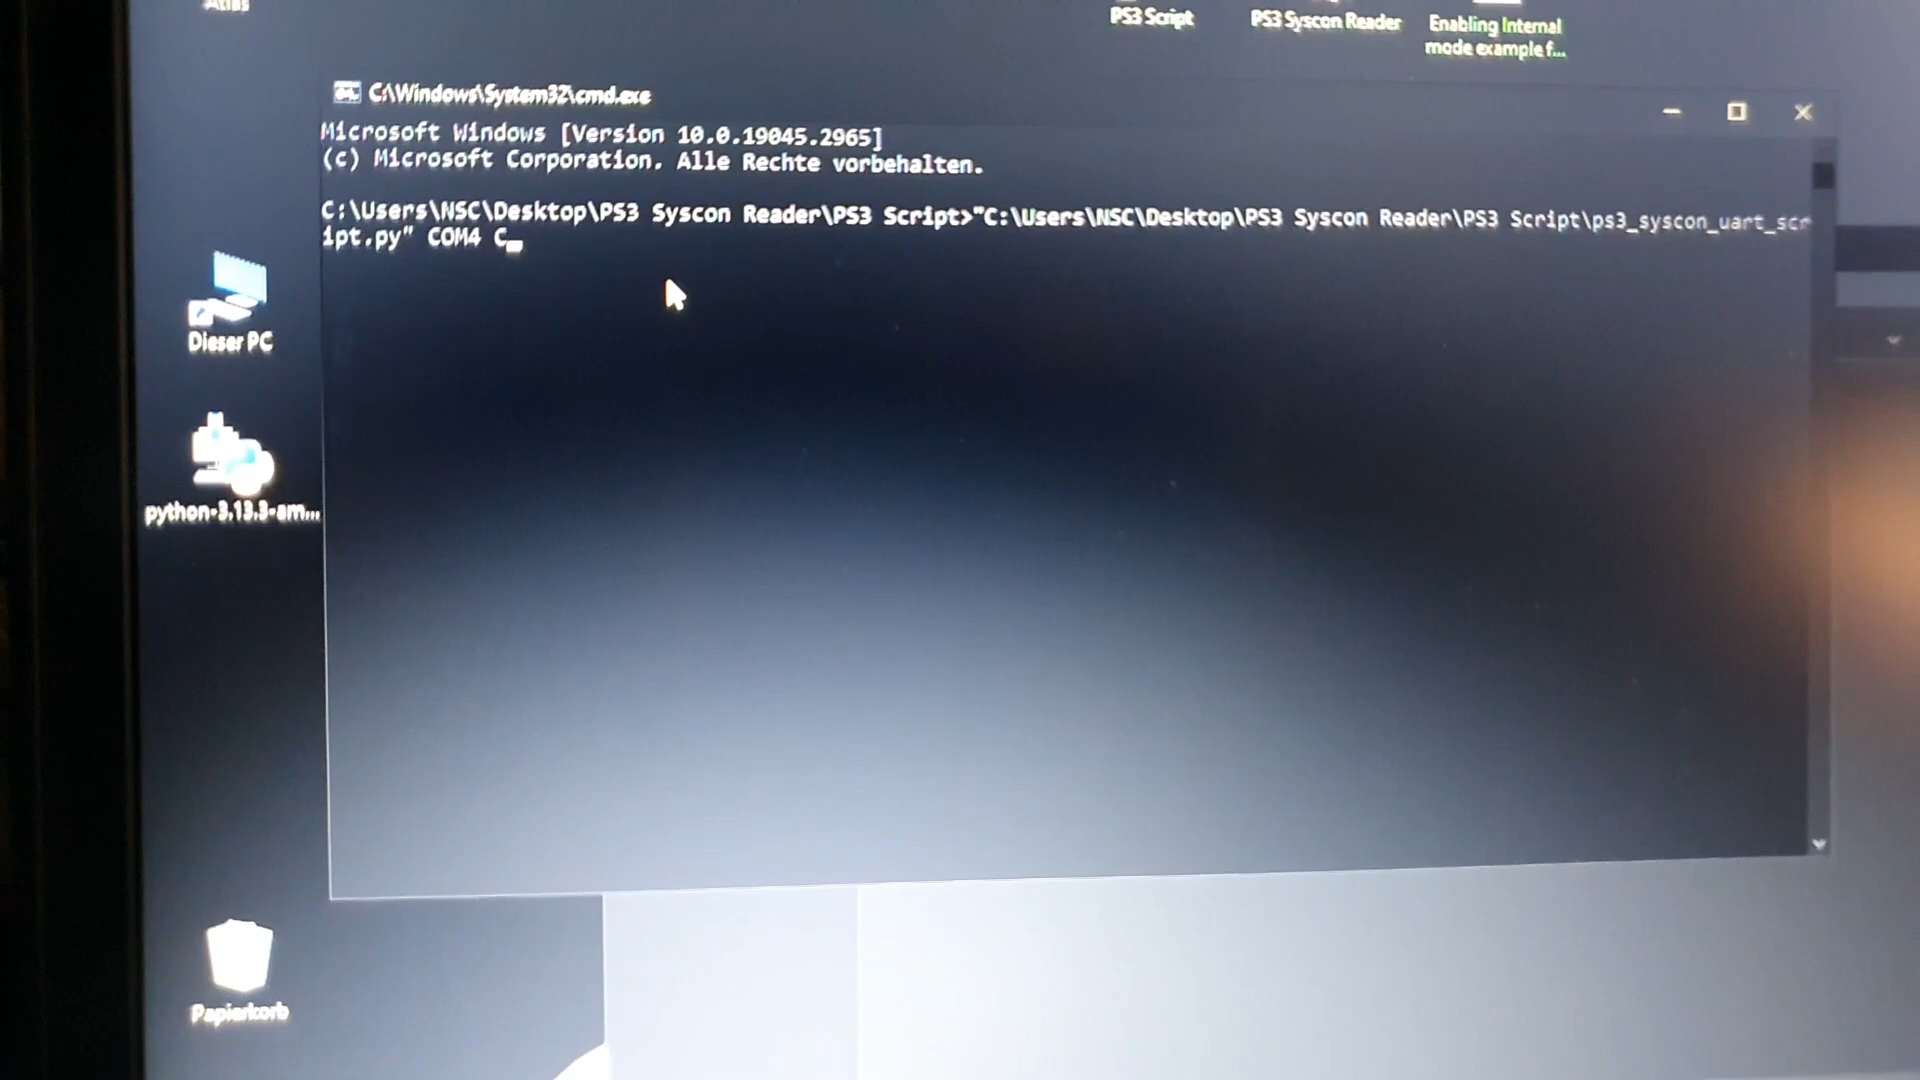 Atlas
PS3 Script
PS3 Syscon Reader
Enabling Internal
mode example f...
C:\Windows\System32\cmd.exe
Microsoft Windows [Version 10.0.19045.2965]
(c) Microsoft Corporation. Alle Rechte vorbehalten.
C:\Users\NSC\Desktop\PS3 Syscon Reader\PS3 Script>"C:\Users\NSC\Desktop\PS3 Syscon Reader\PS3 Script\ps3_syscon_uart_scr
ipt.py" COM4 C_
Dieser PC
python-3.13.3-am...
Papierkorb